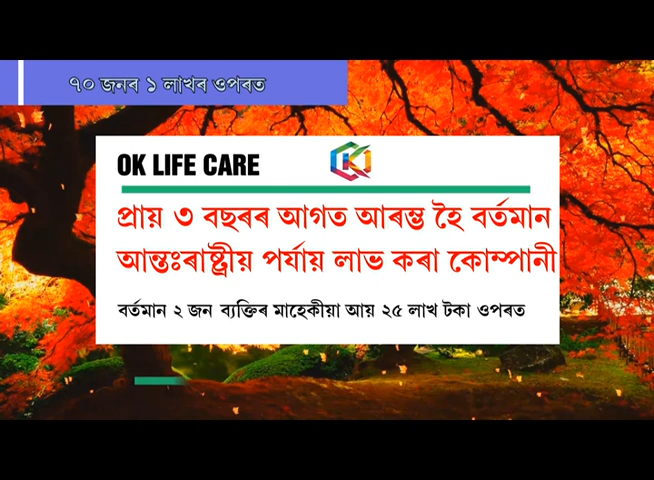 ৭০ জনৰ ১ লাখৰ ওপৰত
OK LIFE CARE
প্ৰায় ৩ বছৰৰ আগত আৰম্ভ হৈ বৰ্তমান
আন্তঃৰাষ্ট্ৰীয় পৰ্যায় লাভ কৰা কোম্পানী
বৰ্তমান ২ জন ব্যক্তিৰ মাহেকীয়া আয় ২৫ লাখ টকা ওপৰত